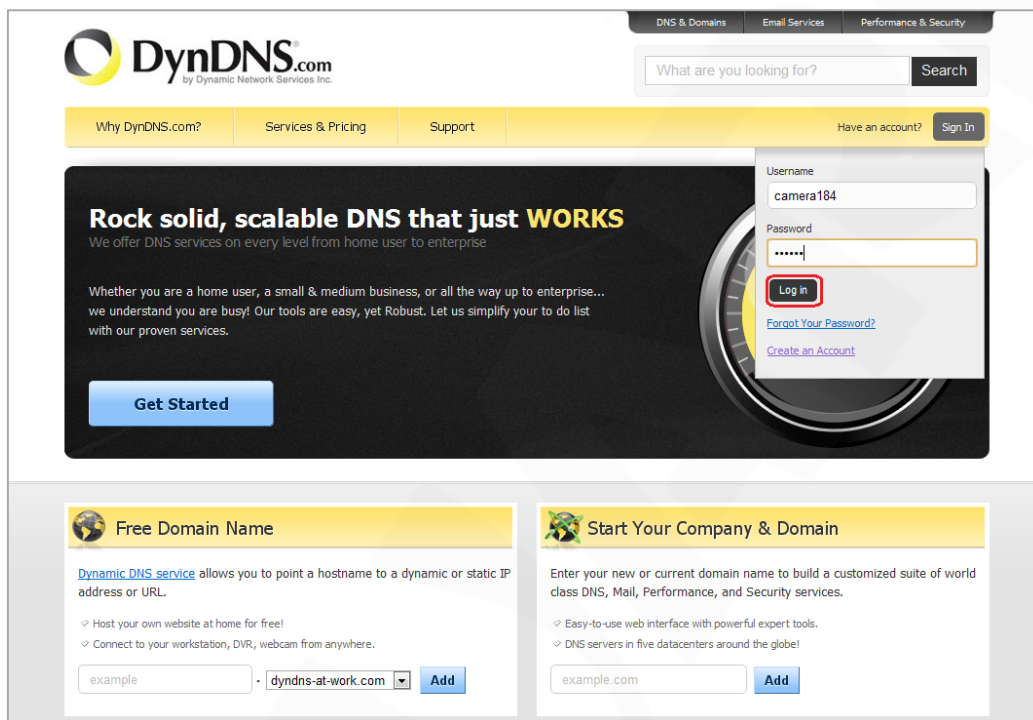 DNS & Domains
Email Services
Performance & Security
DynDNS.com
by Dynamic Network Services Inc.
What are you looking for?
Search
Why DynDNS.com?
Services & Pricing
Support
Have an account?
Sign In
Username
camera184
Password
••••••
Log in
Forgot Your Password?
Create an Account
Rock solid, scalable DNS that just WORKS
We offer DNS services on every level from home user to enterprise
Whether you are a home user, a small & medium business, or all the way up to enterprise...
we understand you are busy! Our tools are easy, yet Robust. Let us simplify your to do list
with our proven services.
Get Started
Free Domain Name
Dynamic DNS service allows you to point a hostname to a dynamic or static IP
address or URL.
Host your own website at home for free!
Connect to your workstation, DVR, webcam from anywhere.
example
. dyndns-at-work.com
Add
Start Your Company & Domain
Enter your new or current domain name to build a customized suite of world
class DNS, Mail, Performance, and Security services.
Easy-to-use web interface with powerful expert tools.
DNS servers in five datacenters around the globe!
example.com
Add